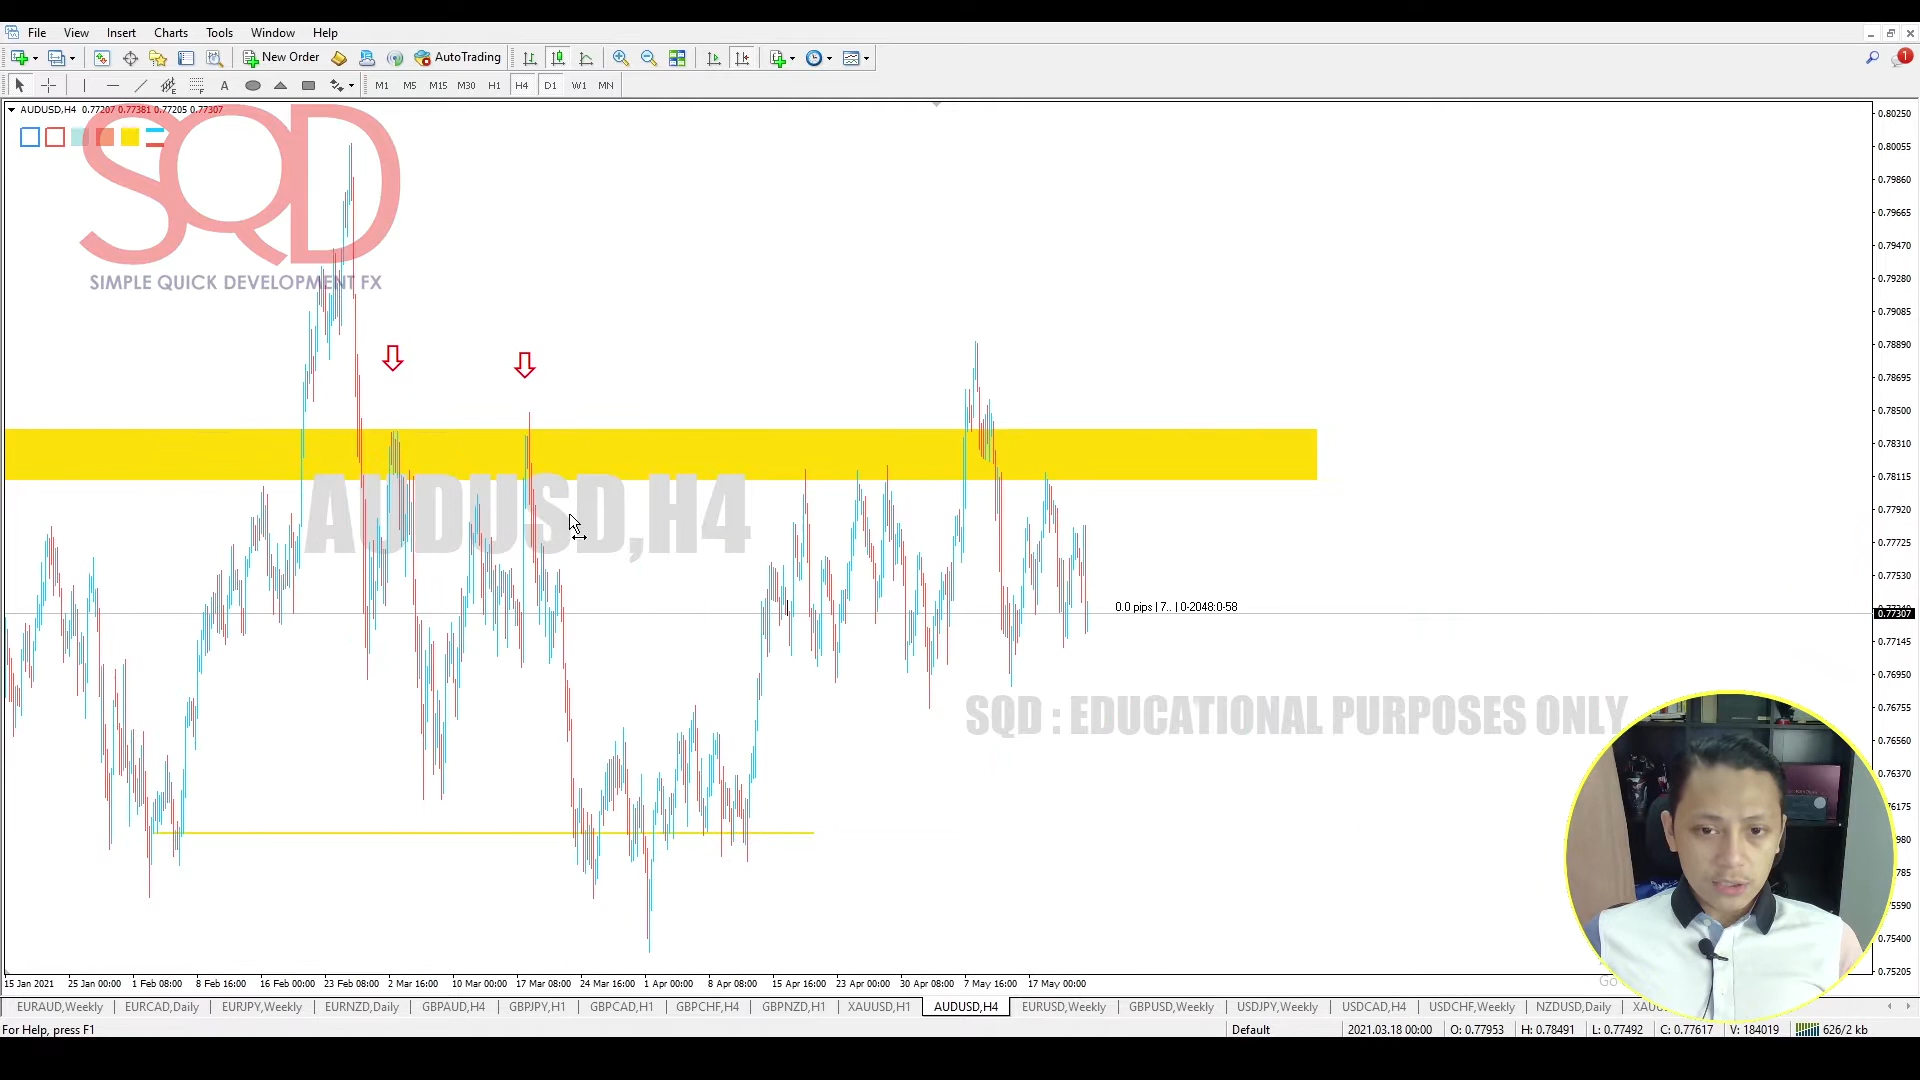 File View Insert Charts Tools Window Help
New Order AutoTrading 1
A M1 M5 M15 M30 H1 H4 D1 W1 MN
AUDUSD,H4 0.77207 0.77381 0.77205 0.77307
SQD
SIMPLE QUICK DEVELOPMENT FX
AUDUSD,H4
0.0 pips | 7.. | 0-2048:0-58
SQD : EDUCATIONAL PURPOSES ONLY
0.80250
0.80055
0.79860
0.79665
0.79470
0.79280
0.79085
0.78890
0.78695
0.78500
0.78310
0.78115
0.77920
0.77725
0.77530
0.77307
0.77145
0.76950
0.76755
0.76560
0.76370
6175
980
785
0.75590
0.75400
0.75205
15 Jan 2021 25 Jan 00:00 1 Feb 08:00 8 Feb 16:00 16 Feb 00:00 23 Feb 08:00 2 Mar 16:00 10 Mar 00:00 17 Mar 08:00 24 Mar 16:00 1 Apr 00:00 8 Apr 08:00 15 Apr 16:00 23 Apr 00:00 30 Apr 08:00 7 May 16:00 17 May 00:00
EURAUD,Weekly EURCAD,Daily EURJPY,Weekly EURNZD,Daily GBPAUD,H4 GBPJPY,H1 GBPCAD,H1 GBPCHF,H4 GBPNZD,H1 XAUUSD,H1 AUDUSD,H4 EURUSD,Weekly GBPUSD,Weekly USDJPY,Weekly USDCAD,H4 USDCHF,Weekly NZDUSD,Daily XAU
For Help, press F1 Default 2021.03.18 00:00 O: 0.77953 H: 0.78491 L: 0.77492 C: 0.77617 V: 184019 626/2 kb